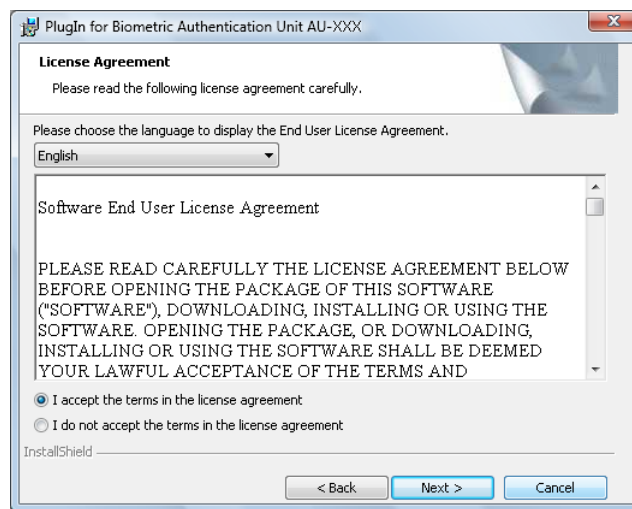 PlugIn for Biometric Authentication Unit AU-XXX
License Agreement
Please read the following license agreement carefully.
Please choose the language to display the End User License Agreement.
English
Software End User License Agreement
PLEASE READ CAREFULLY THE LICENSE AGREEMENT BELOW
BEFORE OPENING THE PACKAGE OF THIS SOFTWARE
("SOFTWARE"), DOWNLOADING, INSTALLING OR USING THE
SOFTWARE. OPENING THE PACKAGE, OR DOWNLOADING,
INSTALLING OR USING THE SOFTWARE SHALL BE DEEMED
YOUR LAWFUL ACCEPTANCE OF THE TERMS AND
I accept the terms in the license agreement
I do not accept the terms in the license agreement
InstallShield
< Back Next > Cancel